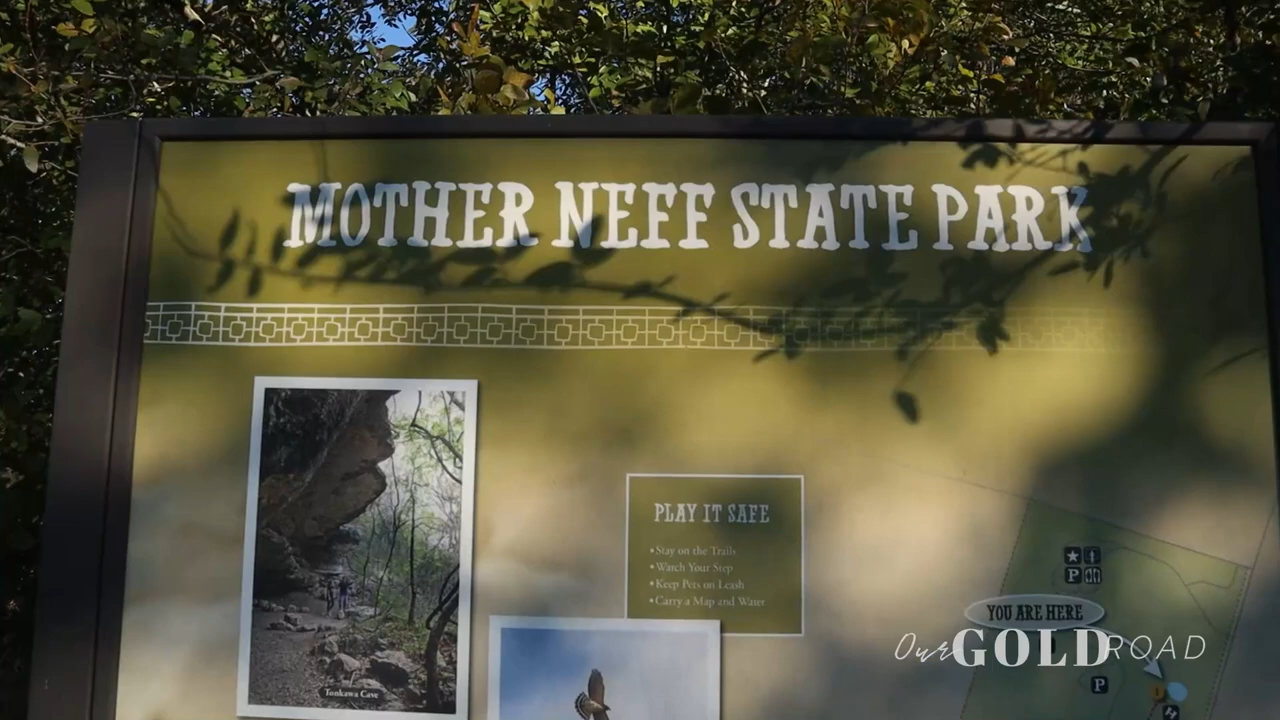 MOTHER NEFF STATE PARK
PLAY IT SAFE
• Stay on the Trails
• Watch Your Step
• Keep Pets on Leash
• Carry a Map and Water
Tonkawa Cave
P
YOU ARE HERE
Our GOLD ROAD
P